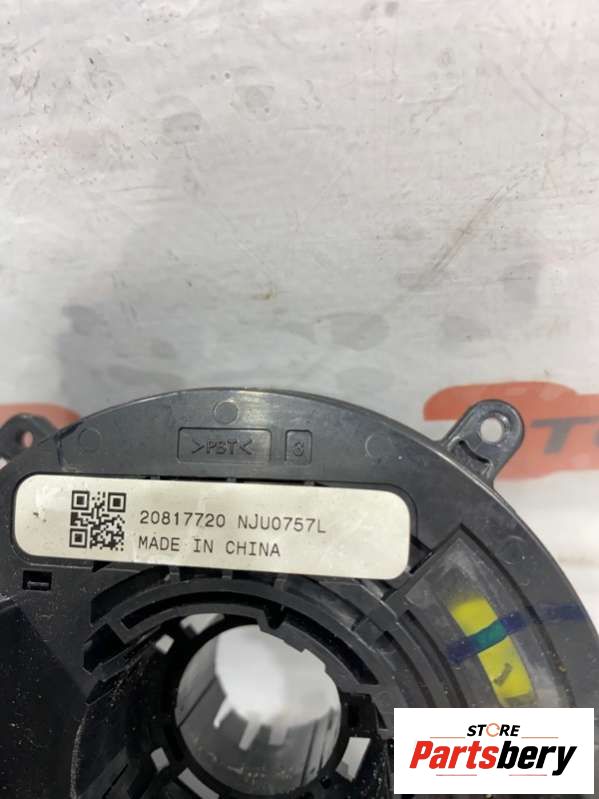 >PBT<
3
20817720 NJU0757L
MADE IN CHINA
STORE
Partsbery